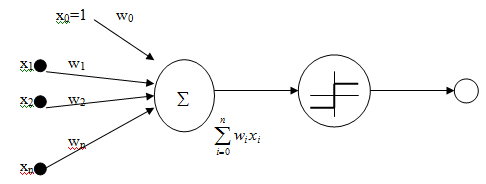 x₀=1 w₀
x₁ w₁
x₂ w₂
xₙ wₙ
Σ
n
∑ wᵢxᵢ
i=0